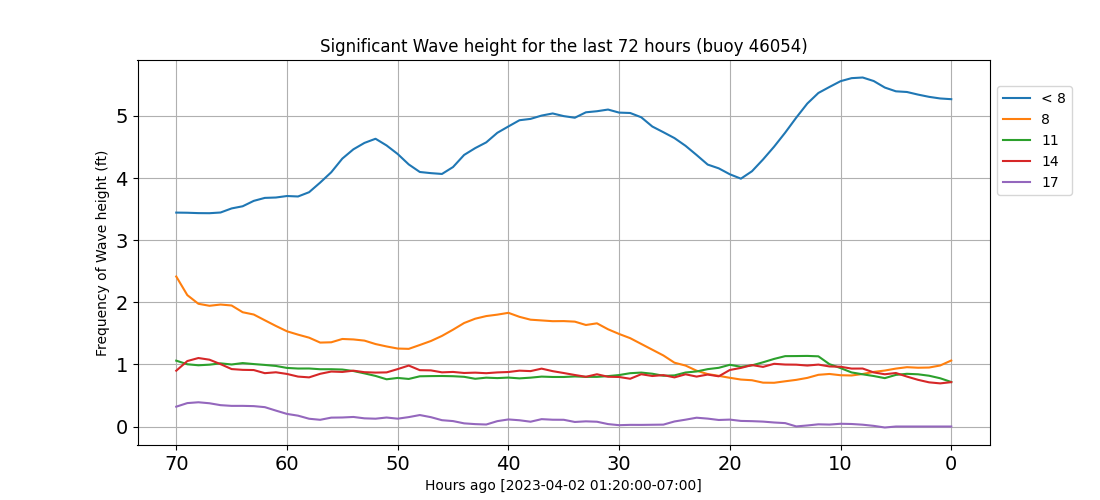 Significant Wave height for the last 72 hours (buoy 46054)
Frequency of Wave height (ft)
5
4
3
2
1
0
70 60 50 40 30 20 10 0
Hours ago [2023-04-02 01:20:00-07:00]
< 8
8
11
14
17